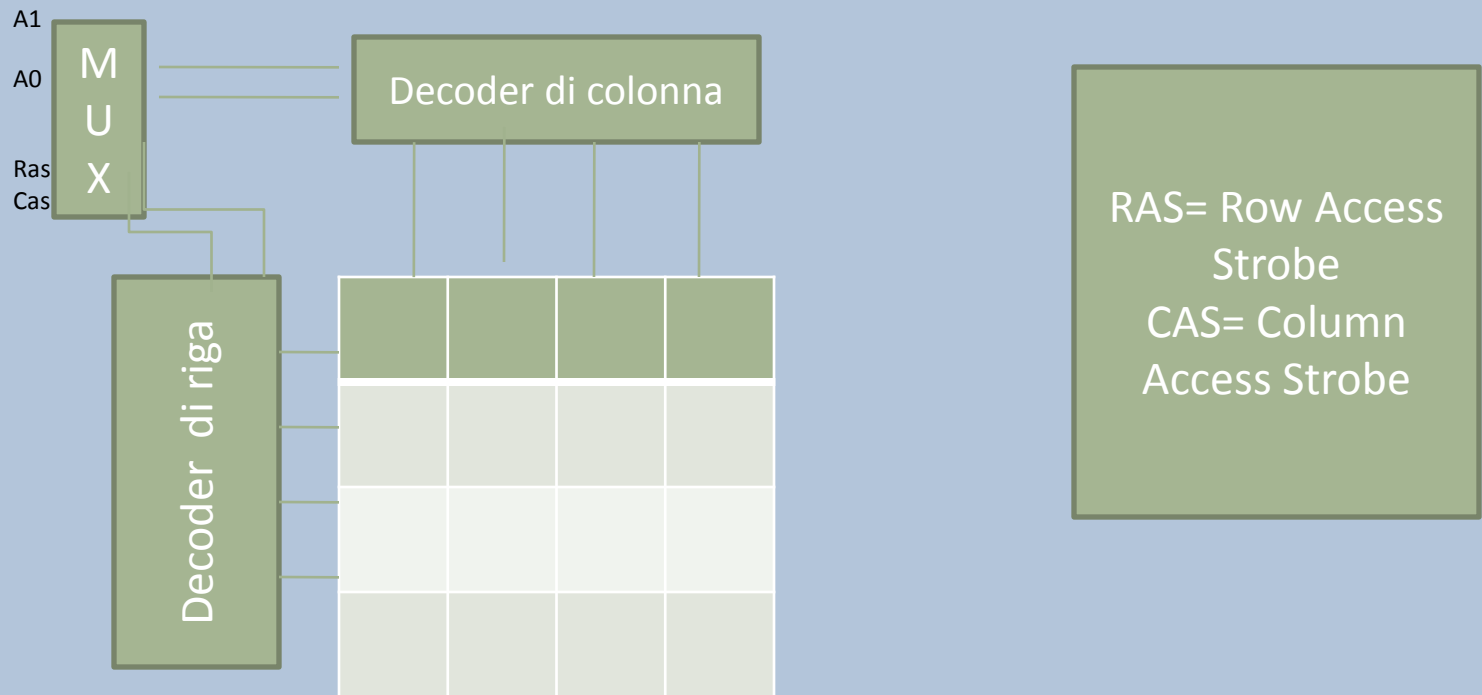 A1
A0
Ras
Cas
M
U
X
Decoder di colonna
Decoder di riga
RAS= Row Access
Strobe
CAS= Column
Access Strobe